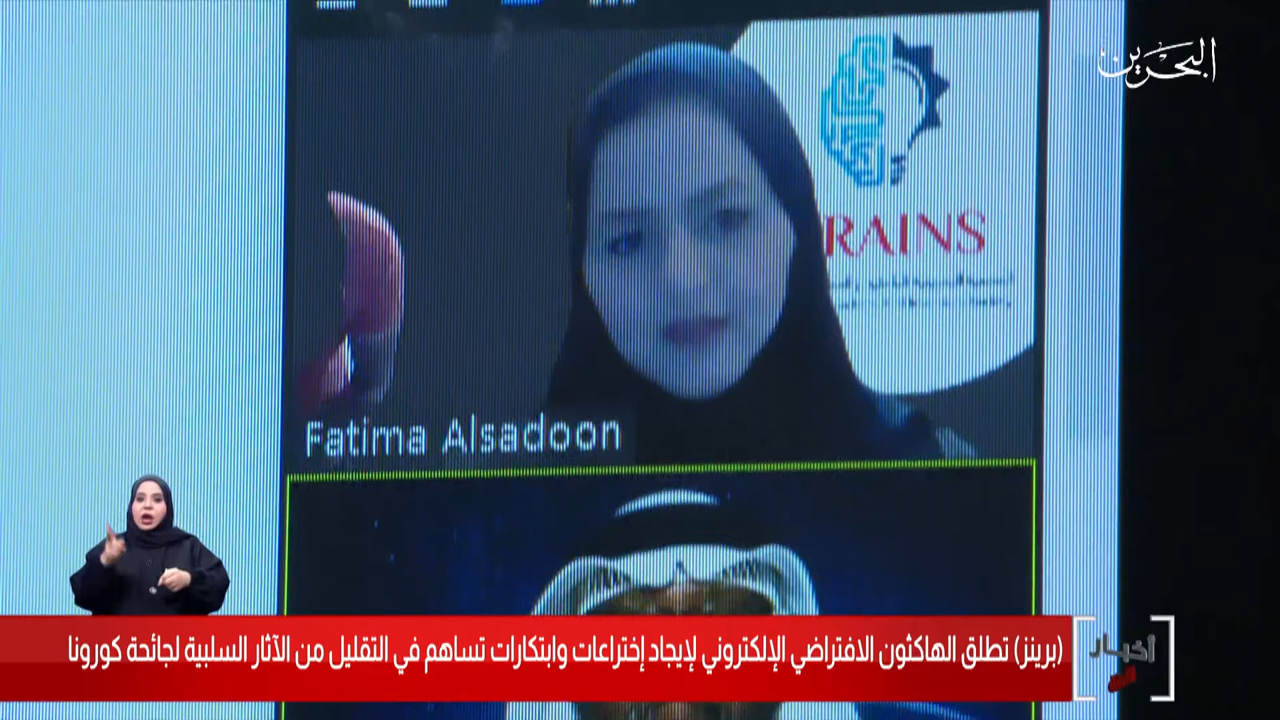 البحرين
RAINS
Fatima Alsadoon
(برينز) تطلق الهاكثون الافتراضي الإلكتروني لإيجاد إختراعات وابتكارات تساهم في التقليل من الآثار السلبية لجائحة كورونا
أخبار